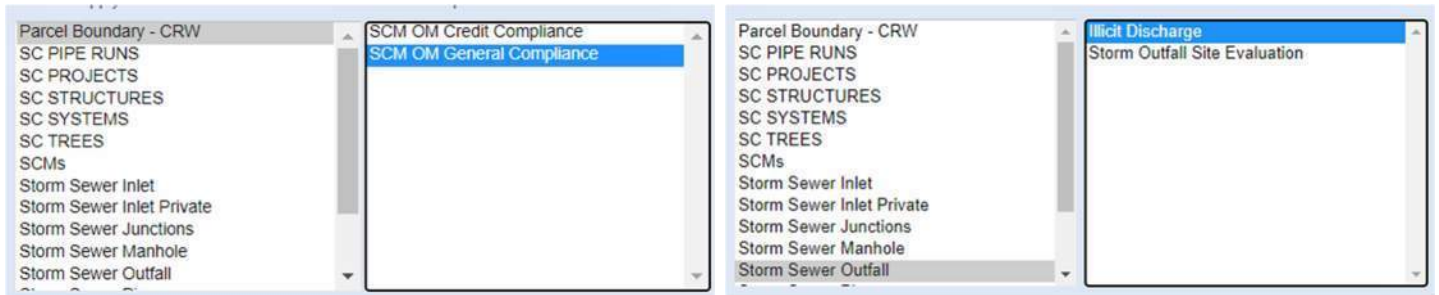 Parcel Boundary - CRW
SC PIPE RUNS
SC PROJECTS
SC STRUCTURES
SC SYSTEMS
SC TREES
SCMs
Storm Sewer Inlet
Storm Sewer Inlet Private
Storm Sewer Junctions
Storm Sewer Manhole
Storm Sewer Outfall
SCM OM Credit Compliance
SCM OM General Compliance
Parcel Boundary - CRW
SC PIPE RUNS
SC PROJECTS
SC STRUCTURES
SC SYSTEMS
SC TREES
SCMs
Storm Sewer Inlet
Storm Sewer Inlet Private
Storm Sewer Junctions
Storm Sewer Manhole
Storm Sewer Outfall
Illicit Discharge
Storm Outfall Site Evaluation